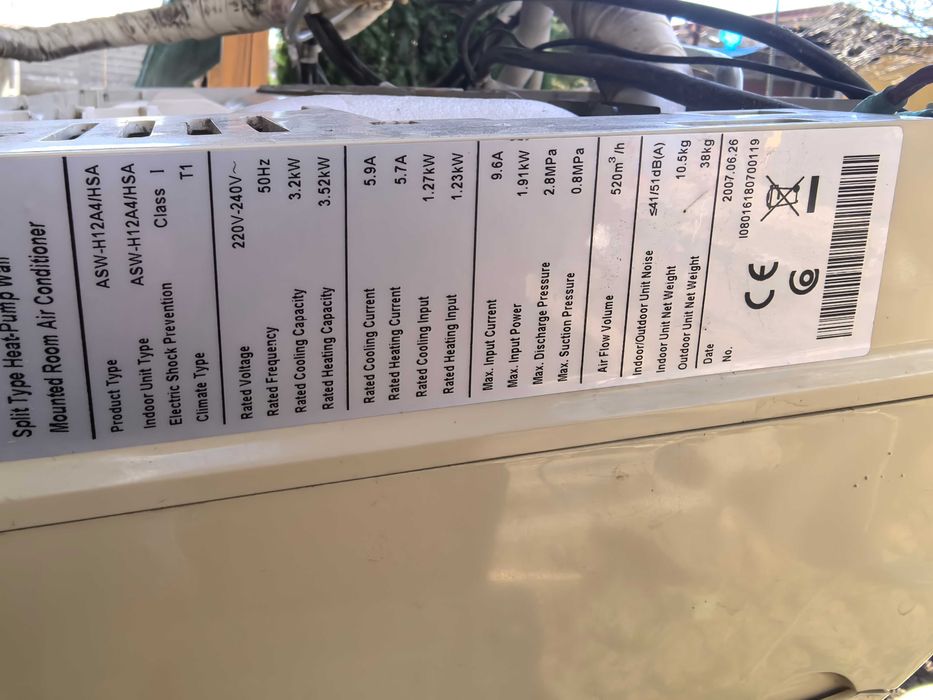 Split Type Heat-Pump Wall
Mounted Room Air Conditioner
Product Type ASW-H12A4/HSA
Indoor Unit Type ASW-H12A4/HSA
Electric Shock Prevention Class I
Climate Type T1
Rated Voltage 220V-240V~
Rated Frequency 50Hz
Rated Cooling Capacity 3.2kW
Rated Heating Capacity 3.52kW
Rated Cooling Current 5.9A
Rated Heating Current 5.7A
Rated Cooling Input 1.27kW
Rated Heating Input 1.23kW
Max. Input Current 9.6A
Max. Input Power 1.91kW
Max. Discharge Pressure 2.8MPa
Max. Suction Pressure 0.8MPa
Air Flow Volume 520m³/h
Indoor/Outdoor Unit Noise ≤41/51dB(A)
Indoor Unit Net Weight 10.5kg
Outdoor Unit Net Weight 38kg
Date 2007.06.26
No. I08016180700119
CE